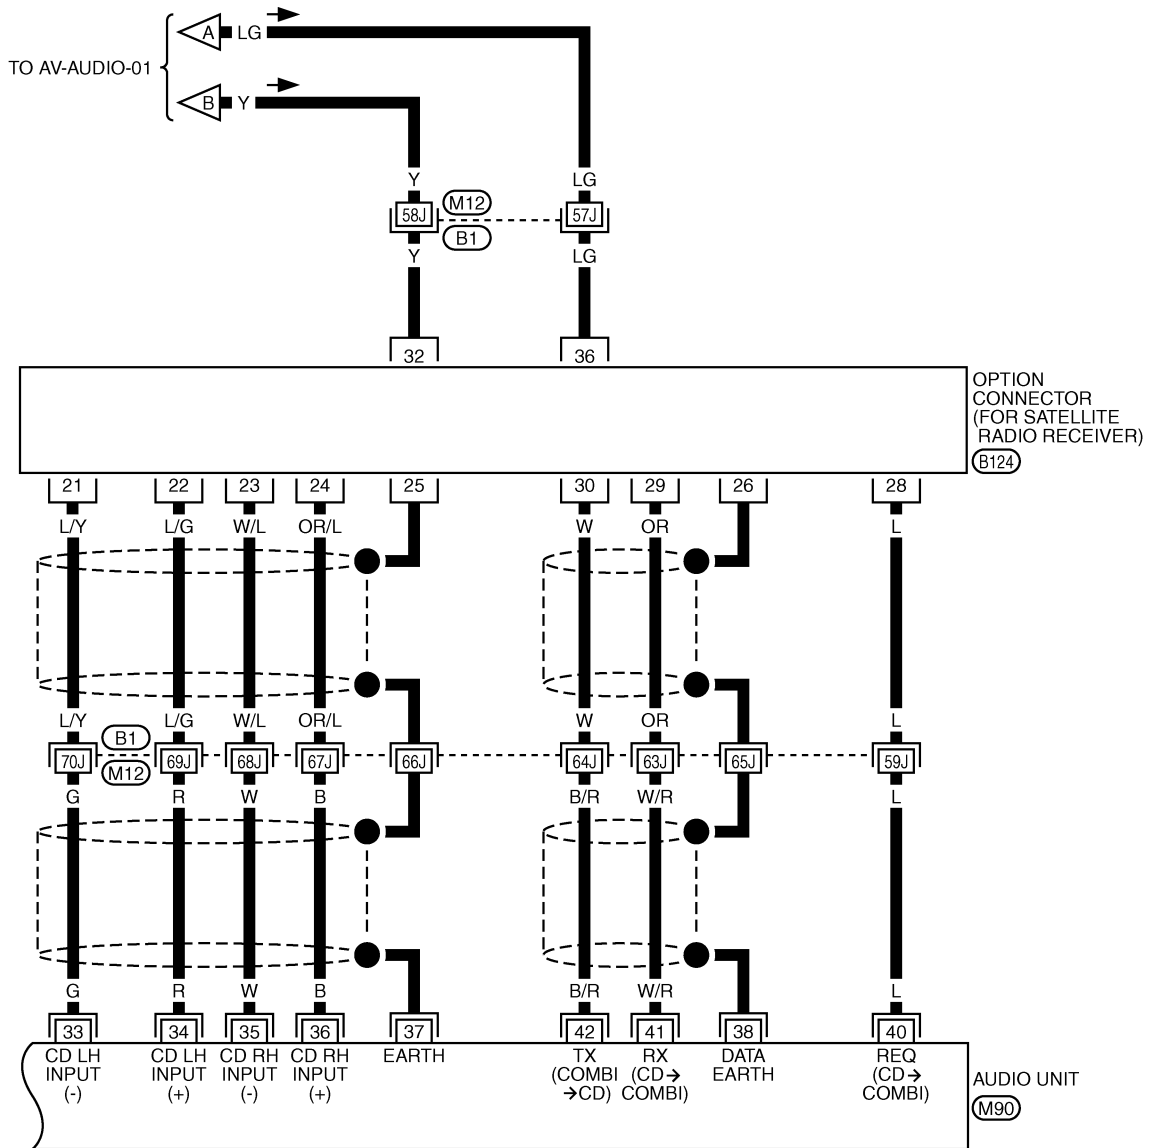 A LG
TO AV-AUDIO-01
B Y
Y LG
58J M12 57J
B1
Y LG
32 36
OPTION
CONNECTOR
(FOR SATELLITE
RADIO RECEIVER)
B124
21 22 23 24 25 30 29 26 28
L/Y L/G W/L OR/L W OR L
L/Y L/G W/L OR/L W OR L
B1
70J 69J 68J 67J 66J 64J 63J 65J 59J
M12
G R W B B/R W/R L
G R W B B/R W/R L
33 34 35 36 37 42 41 38 40
CD LH CD LH CD RH CD RH EARTH TX RX DATA REQ
INPUT INPUT INPUT INPUT (COMBI (CD→ EARTH (CD→
(-) (+) (-) (+) →CD) COMBI) COMBI)
AUDIO UNIT
M90